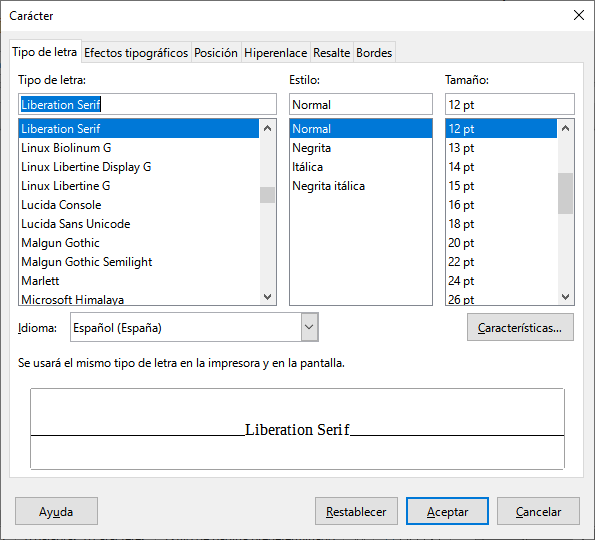 Carácter
Tipo de letra Efectos tipográficos Posición Hiperenlace Resalte Bordes
Tipo de letra: Estilo: Tamaño:
Liberation Serif Normal 12 pt
Liberation Serif Normal 12 pt
Linux Biolinum G Negrita 13 pt
Linux Libertine Display G Itálica 14 pt
Linux Libertine G Negrita itálica 15 pt
Lucida Console 16 pt
Lucida Sans Unicode 18 pt
Malgun Gothic 20 pt
Malgun Gothic Semilight 22 pt
Marlett 24 pt
Microsoft Himalaya 26 pt
Idioma: Español (España) Características...
Se usará el mismo tipo de letra en la impresora y en la pantalla.
Liberation Serif
Ayuda Restablecer Aceptar Cancelar